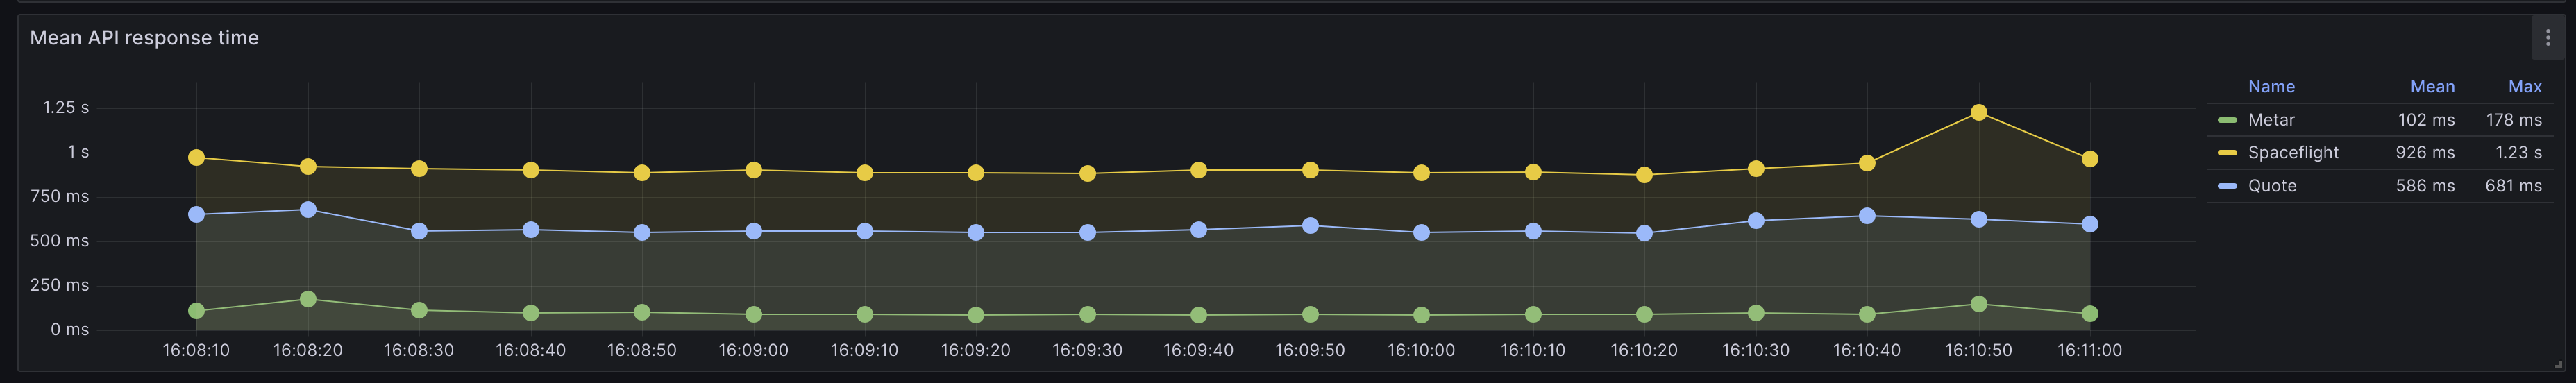 Mean API response time
1.25 s
1 s
750 ms
500 ms
250 ms
0 ms
16:08:10 16:08:20 16:08:30 16:08:40 16:08:50 16:09:00 16:09:10 16:09:20 16:09:30 16:09:40 16:09:50 16:10:00 16:10:10 16:10:20 16:10:30 16:10:40 16:10:50 16:11:00
Name Mean Max
Metar 102 ms 178 ms
Spaceflight 926 ms 1.23 s
Quote 586 ms 681 ms